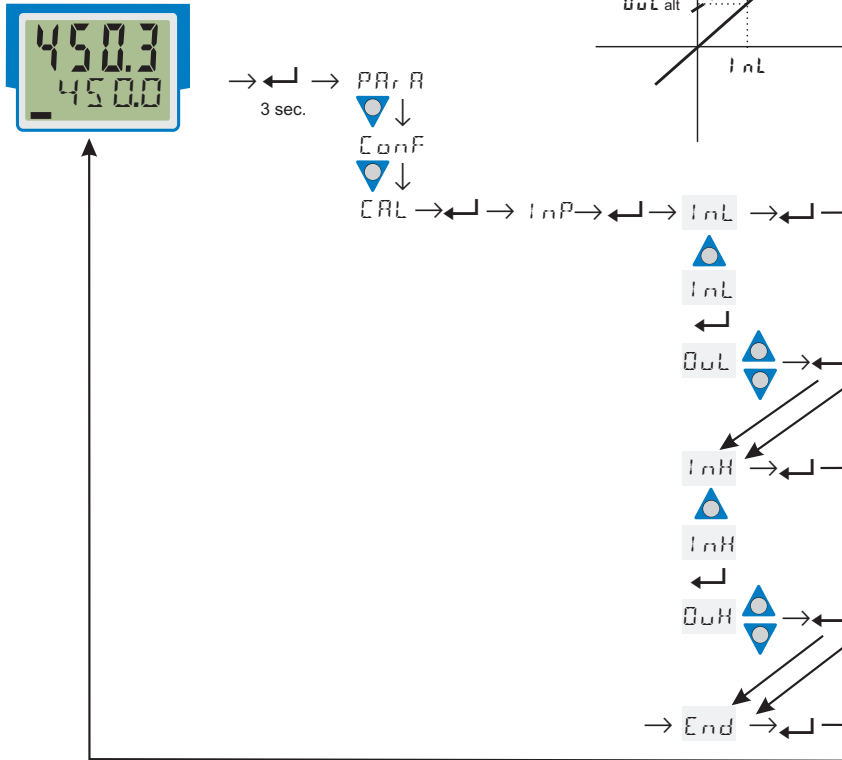 450.3
450.0
OuL alt
InL
3 sec.
PArA
ConF
CAL
InP
InL
InL
OuL
InH
InH
OuH
End